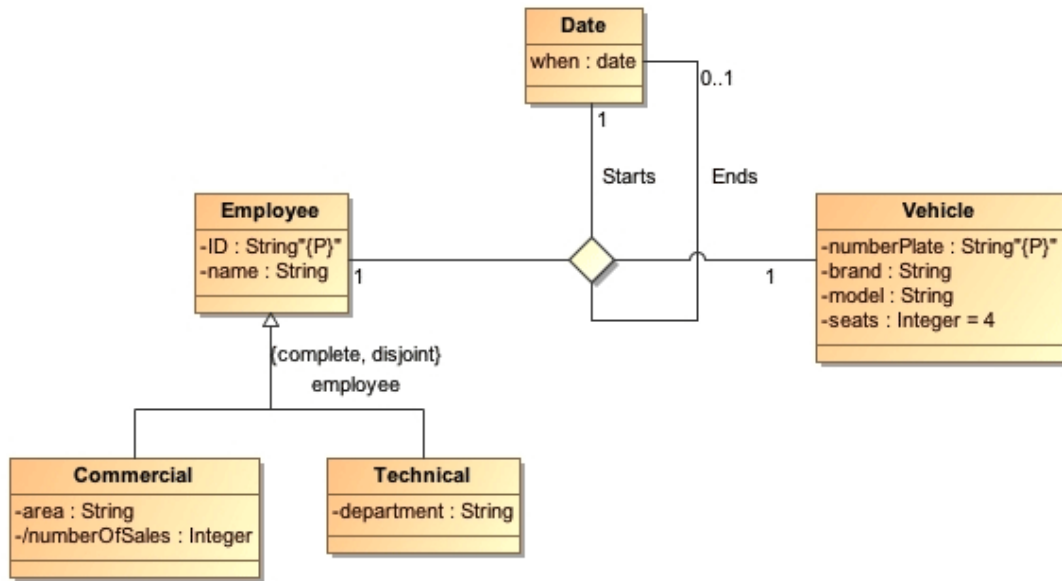 Date
when : date
0..1
1
Starts
Ends
Employee
-ID : String"{P}"
-name : String
1
1
Vehicle
-numberPlate : String"{P}"
-brand : String
-model : String
-seats : Integer = 4
{complete, disjoint}
employee
Commercial
-area : String
-/numberOfSales : Integer
Technical
-department : String